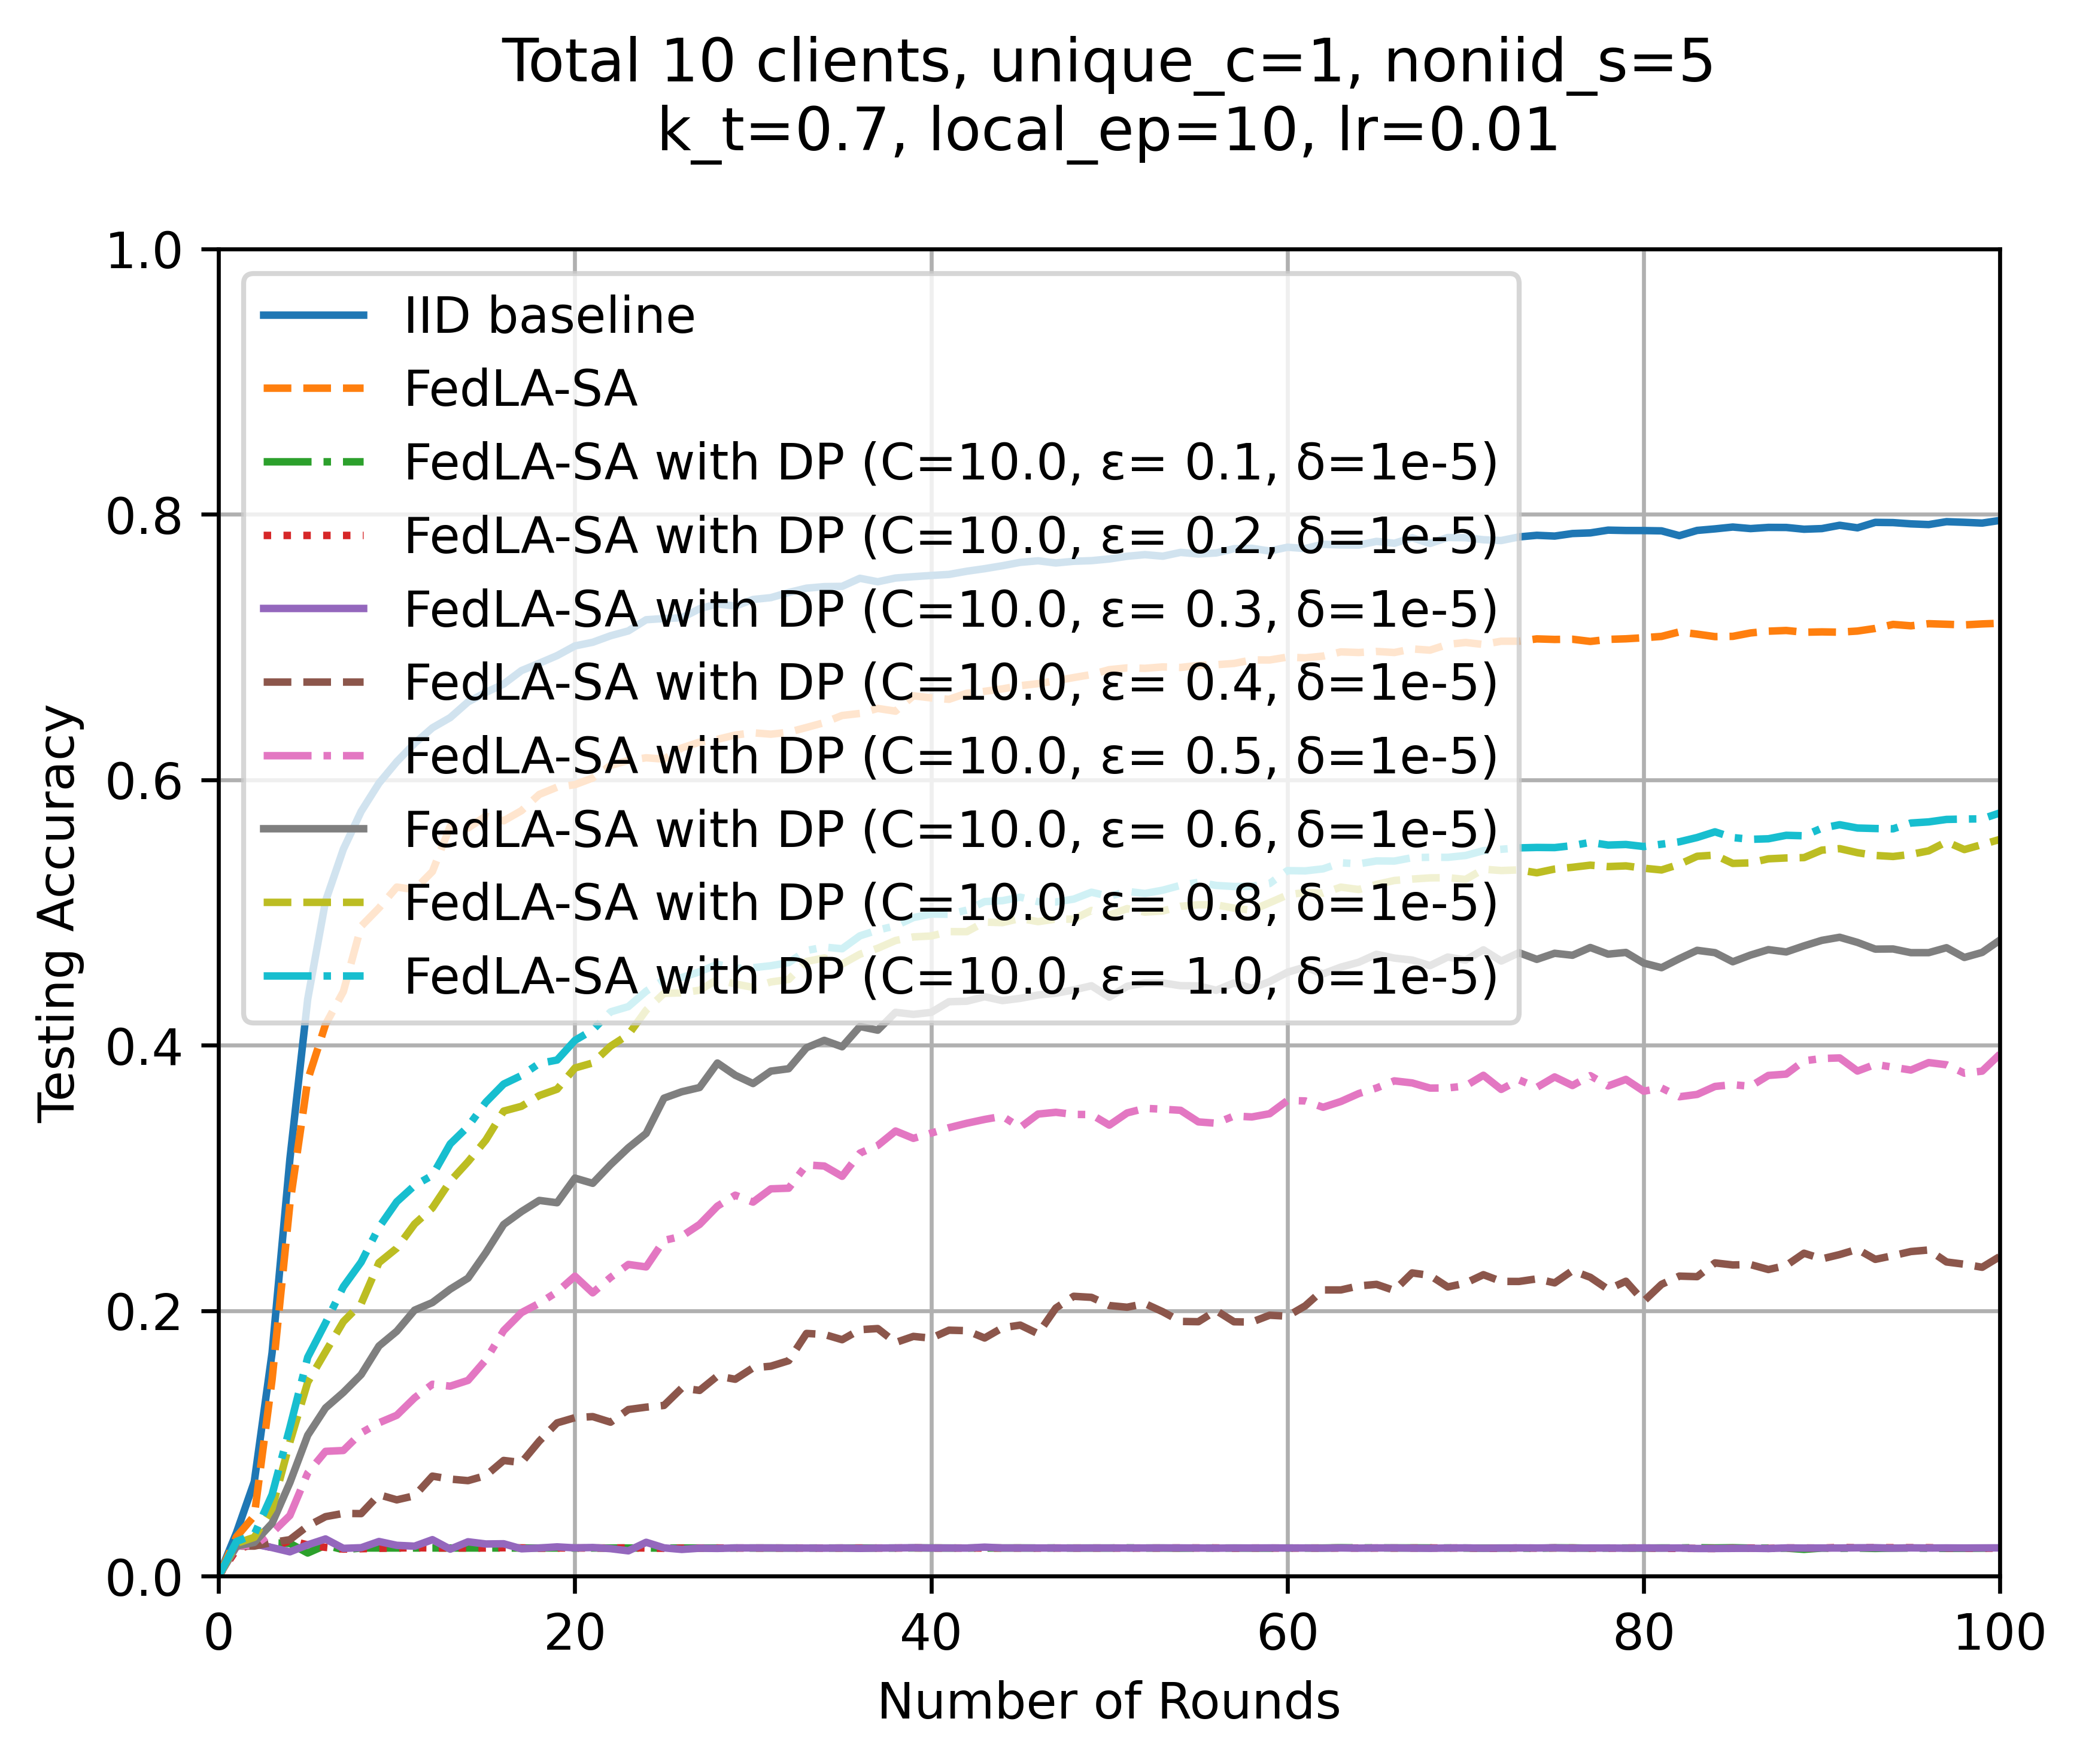 Total 10 clients, unique_c=1, noniid_s=5
k_t=0.7, local_ep=10, lr=0.01
1.0
0.8
0.6
0.4
0.2
0.0
Testing Accuracy
IID baseline
FedLA-SA
FedLA-SA with DP (C=10.0, ε= 0.1, δ=1e-5)
FedLA-SA with DP (C=10.0, ε= 0.2, δ=1e-5)
FedLA-SA with DP (C=10.0, ε= 0.3, δ=1e-5)
FedLA-SA with DP (C=10.0, ε= 0.4, δ=1e-5)
FedLA-SA with DP (C=10.0, ε= 0.5, δ=1e-5)
FedLA-SA with DP (C=10.0, ε= 0.6, δ=1e-5)
FedLA-SA with DP (C=10.0, ε= 0.8, δ=1e-5)
FedLA-SA with DP (C=10.0, ε= 1.0, δ=1e-5)
0 20 40 60 80 100
Number of Rounds